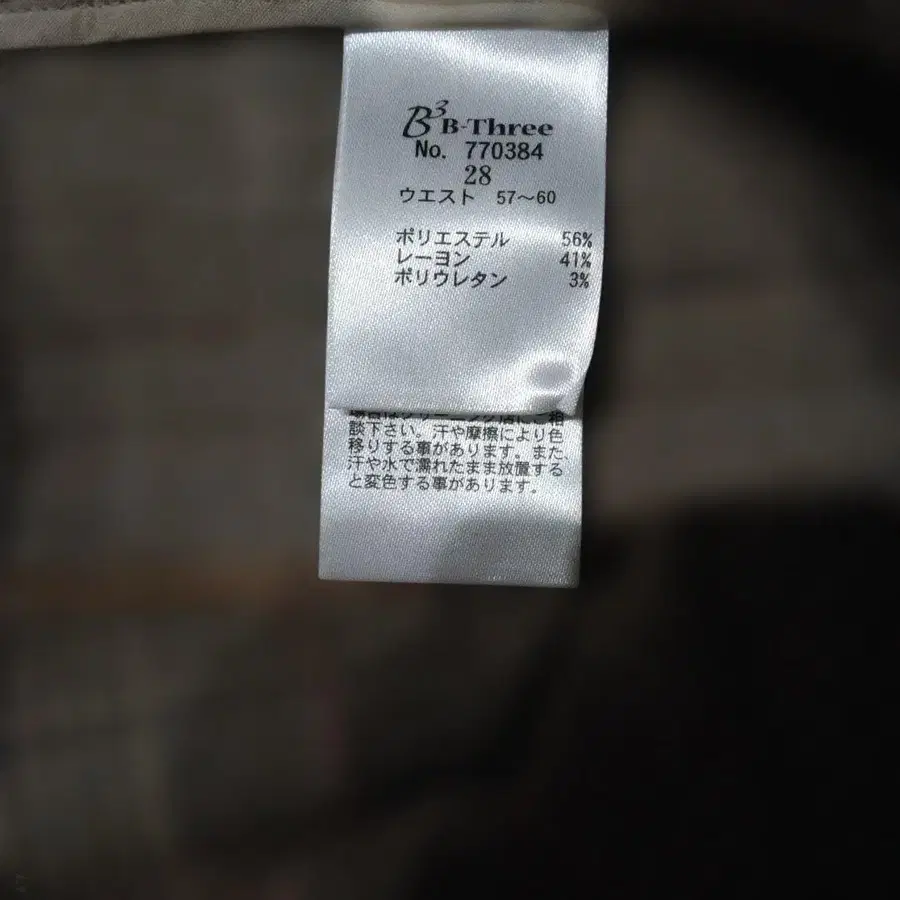 B³ B-Three
No. 770384
28
ウエスト 57～60
ポリエステル 56%
レーヨン 41%
ポリウレタン 3%
談下さい。汗や摩擦により色
移りする事があります。また、
汗や水で濡れたまま放置する
と変色する事があります。